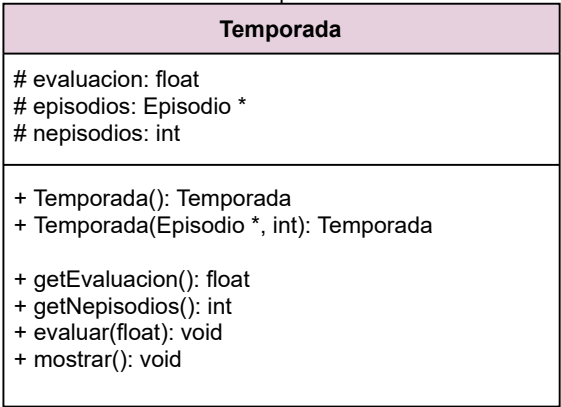 Temporada
# evaluacion: float
# episodios: Episodio *
# nepisodios: int
+ Temporada(): Temporada
+ Temporada(Episodio *, int): Temporada
+ getEvaluacion(): float
+ getNepisodios(): int
+ evaluar(float): void
+ mostrar(): void